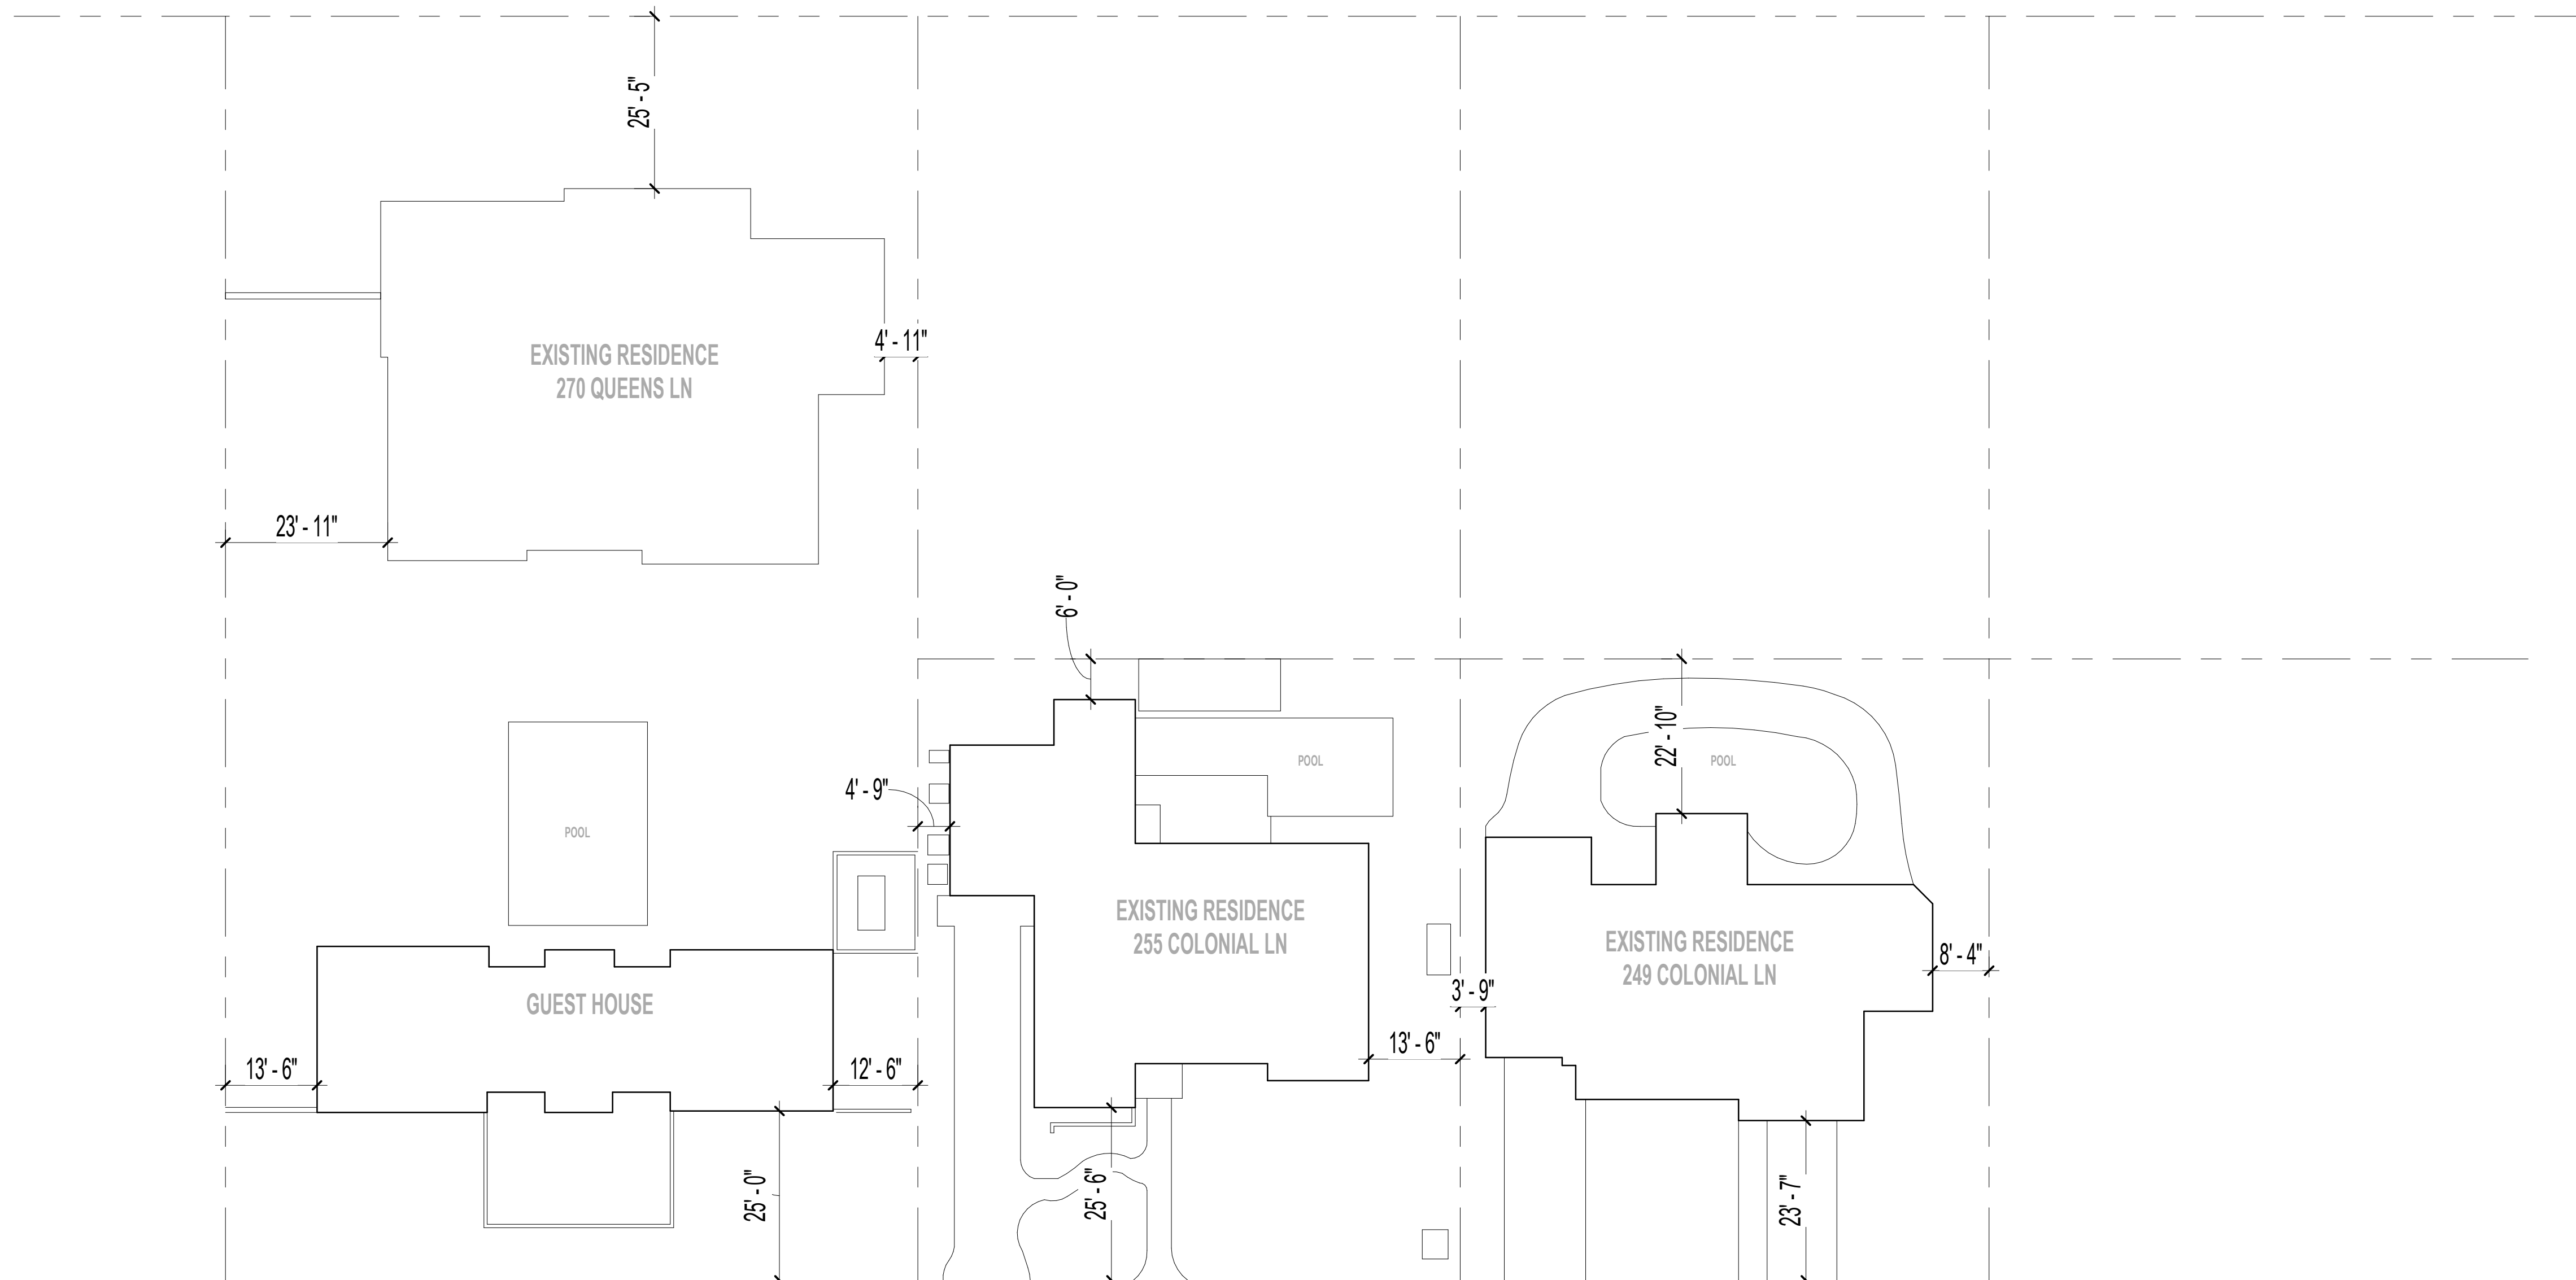 25' - 5"
4' - 11"
EXISTING RESIDENCE
270 QUEENS LN
23' - 11"
6' - 0"
22' - 10"
POOL
POOL
4' - 9"
POOL
EXISTING RESIDENCE
255 COLONIAL LN
EXISTING RESIDENCE
249 COLONIAL LN
8' - 4"
3' - 9"
GUEST HOUSE
13' - 6"
13' - 6"
12' - 6"
25' - 0"
25' - 6"
23' - 7"